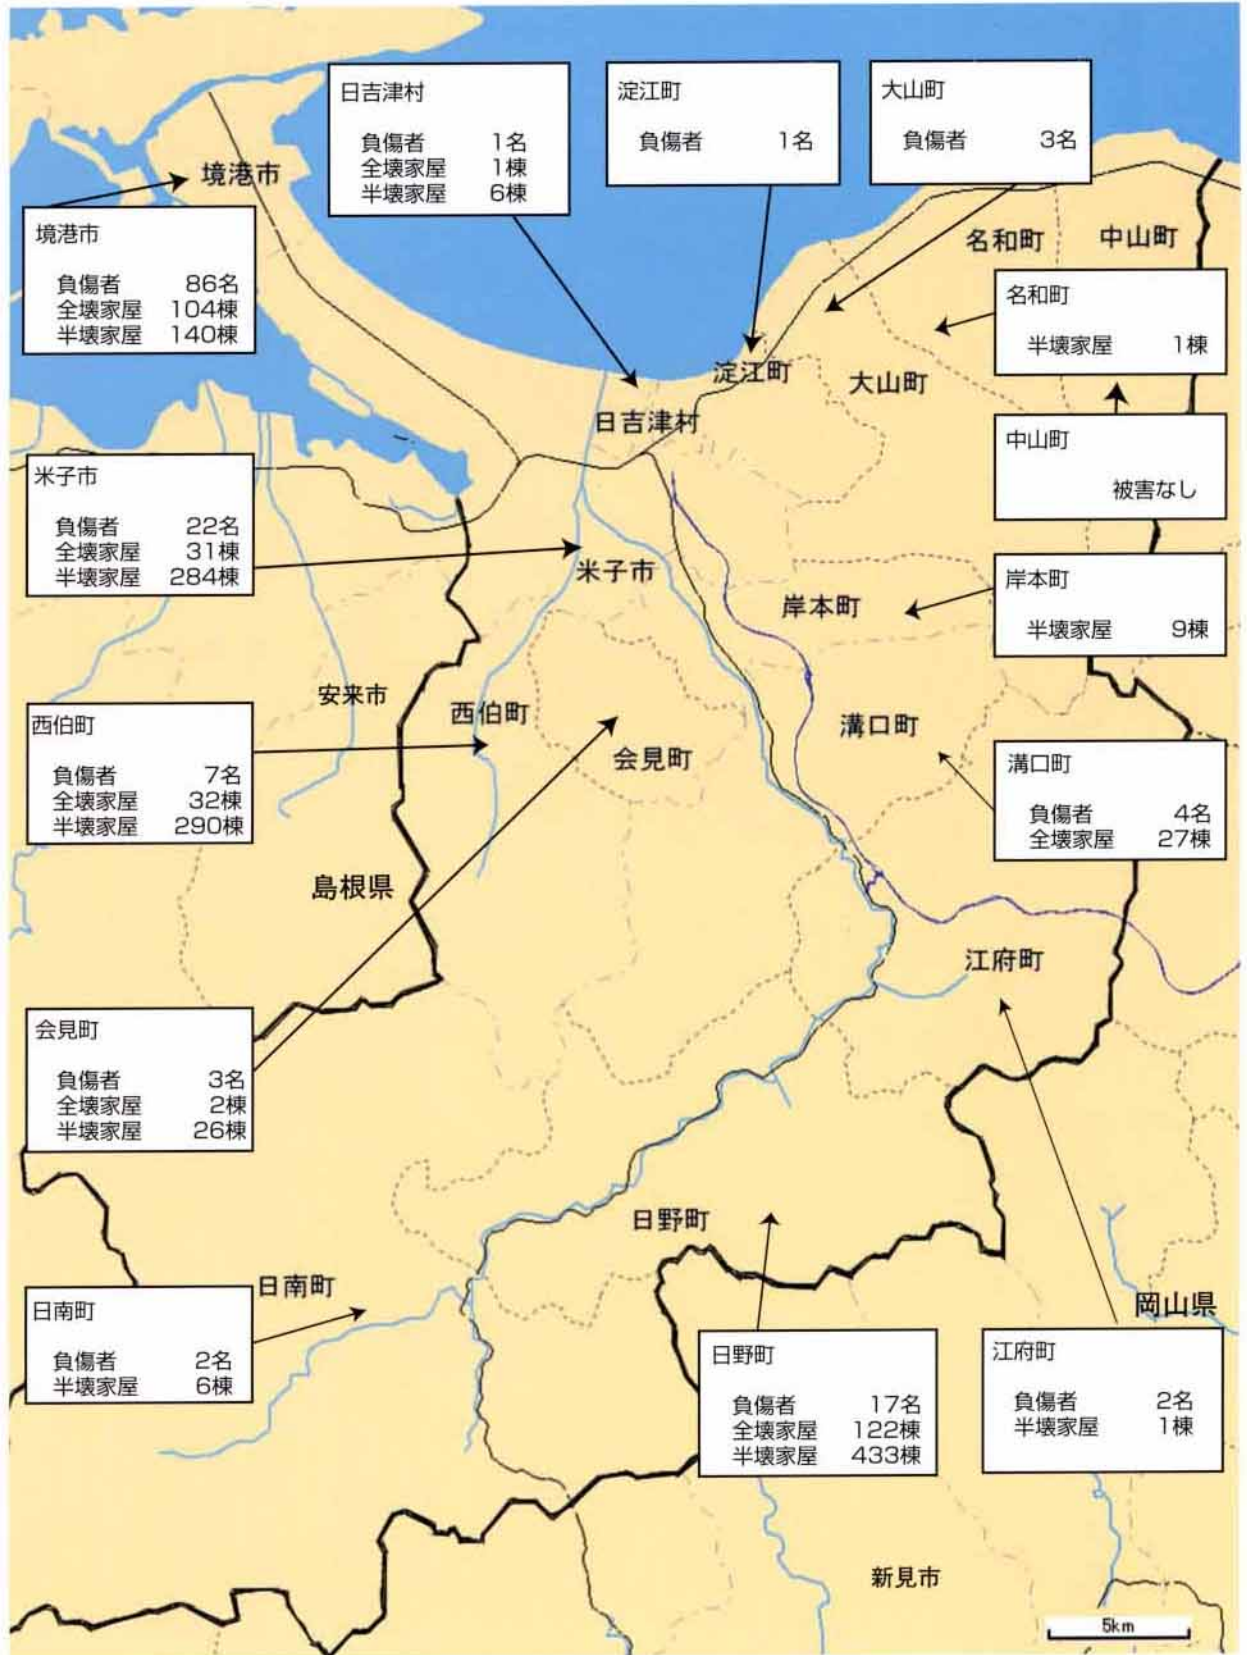 日吉津村
負傷者 1名
全壊家屋 1棟
半壊家屋 6棟
淀江町
負傷者 1名
大山町
負傷者 3名
境港市
境港市
負傷者 86名
全壊家屋 104棟
半壊家屋 140棟
名和町
中山町
名和町
半壊家屋 1棟
淀江町
大山町
日吉津村
中山町
被害なし
米子市
負傷者 22名
全壊家屋 31棟
半壊家屋 284棟
米子市
岸本町
岸本町
半壊家屋 9棟
安来市
西伯町
会見町
溝口町
西伯町
負傷者 7名
全壊家屋 32棟
半壊家屋 290棟
溝口町
負傷者 4名
全壊家屋 27棟
島根県
江府町
会見町
負傷者 3名
全壊家屋 2棟
半壊家屋 26棟
日野町
日南町
岡山県
日南町
負傷者 2名
半壊家屋 6棟
日野町
負傷者 17名
全壊家屋 122棟
半壊家屋 433棟
江府町
負傷者 2名
半壊家屋 1棟
新見市
5km